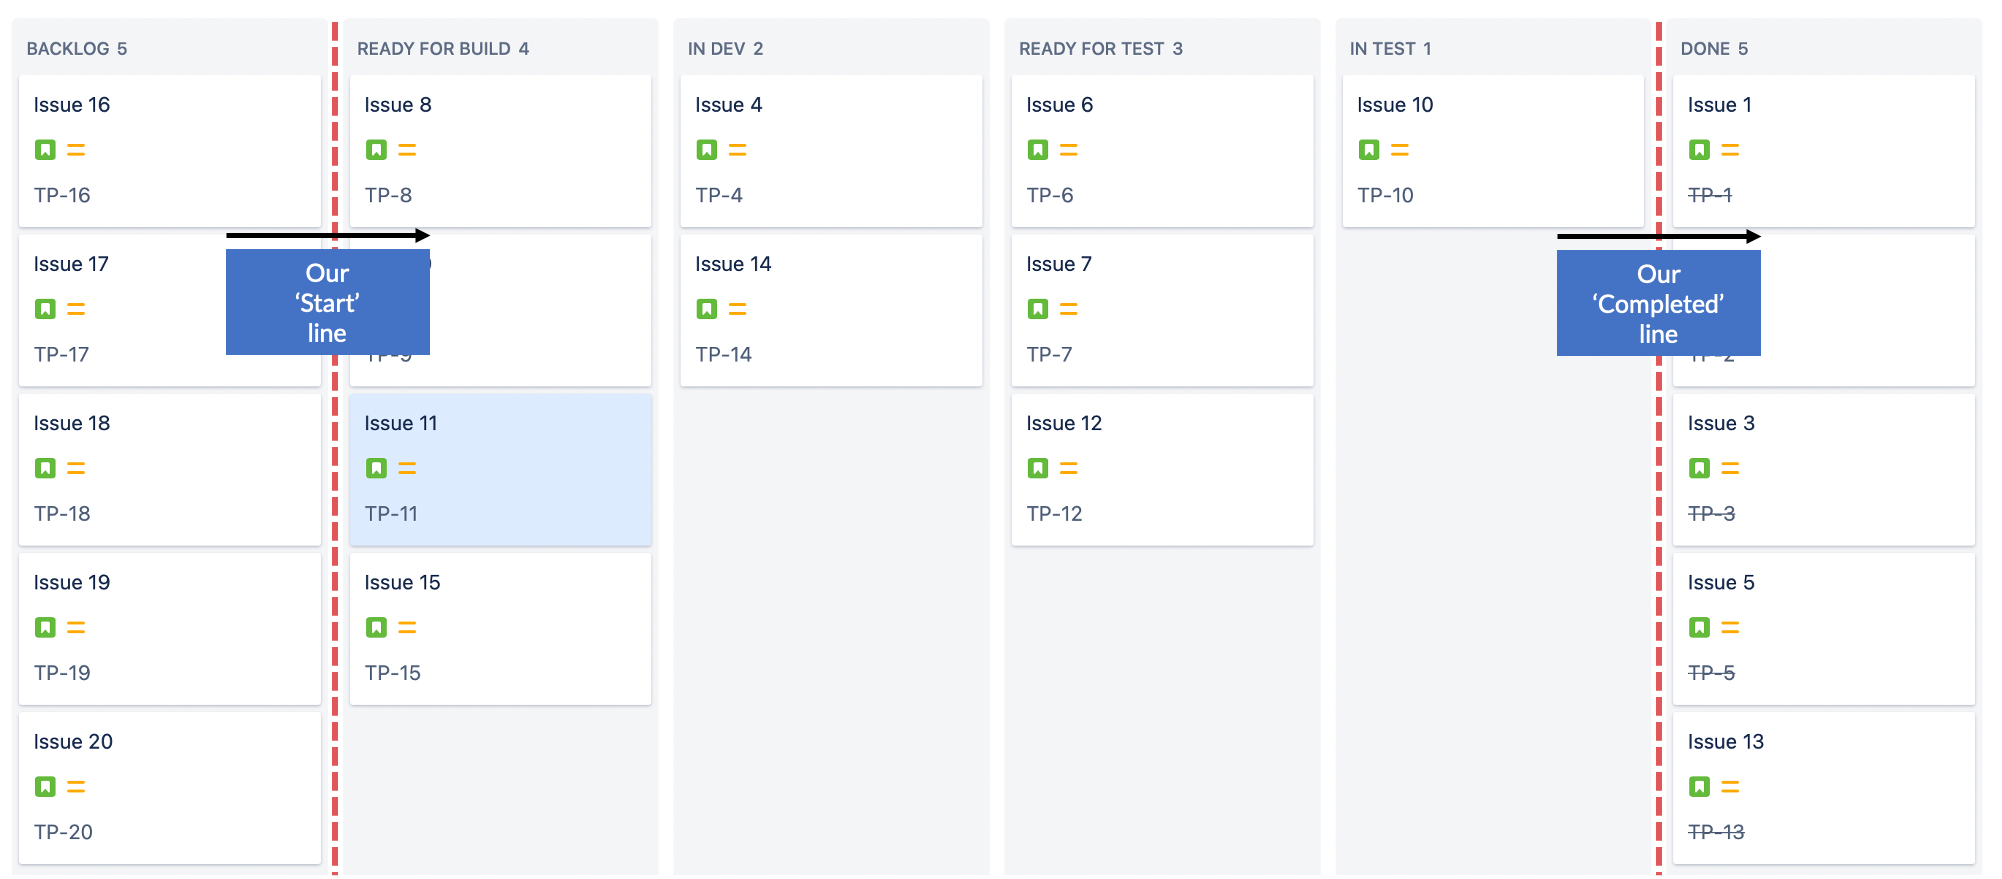 BACKLOG 5
Issue 16
TP-16
Issue 17
TP-17
Issue 18
TP-18
Issue 19
TP-19
Issue 20
TP-20
Our
‘Start’
line
READY FOR BUILD 4
Issue 8
TP-8
TP-9
Issue 11
TP-11
Issue 15
TP-15
IN DEV 2
Issue 4
TP-4
Issue 14
TP-14
READY FOR TEST 3
Issue 6
TP-6
Issue 7
TP-7
Issue 12
TP-12
IN TEST 1
Issue 10
TP-10
Our
‘Completed’
line
DONE 5
Issue 1
TP-1
TP-2
Issue 3
TP-3
Issue 5
TP-5
Issue 13
TP-13